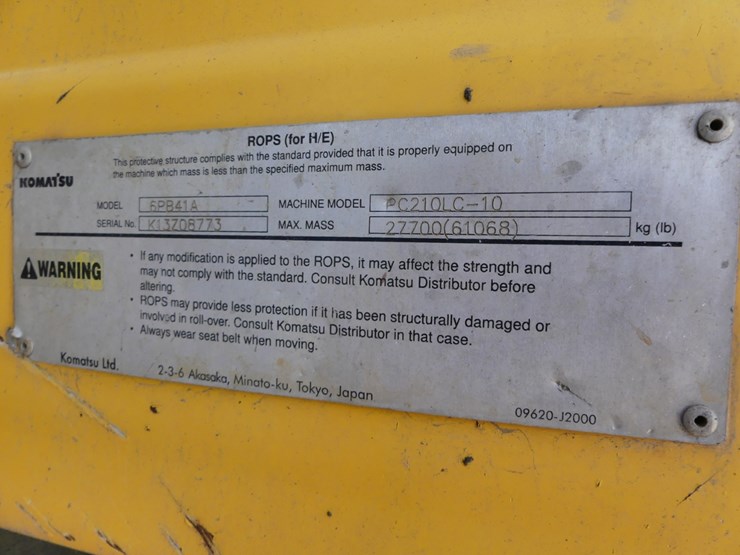 ROPS (for H/E)
This protective structure complies with the standard provided that it is properly equipped on
the machine which mass is less than the specified maximum mass.
KOMATSU
MODEL 6PB41A MACHINE MODEL PC210LC-10
SERIAL No. K13Z08773 MAX. MASS 27700(61068) kg (lb)
WARNING
• If any modification is applied to the ROPS, it may affect the strength and
may not comply with the standard. Consult Komatsu Distributor before
altering.
• ROPS may provide less protection if it has been structurally damaged or
involved in roll-over. Consult Komatsu Distributor in that case.
• Always wear seat belt when moving.
Komatsu Ltd. 2-3-6 Akasaka, Minato-ku, Tokyo, Japan
09620-J2000